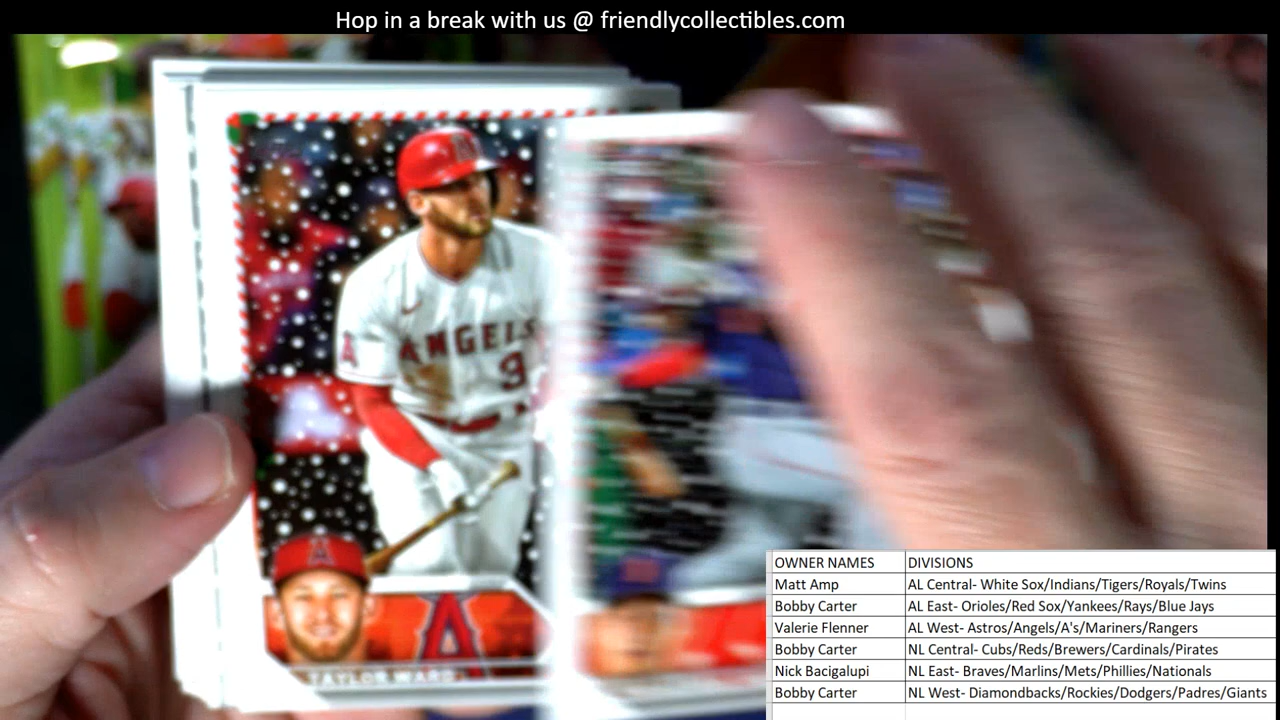 Hop in a break with us @ friendlycollectibles.com
ANGELS
3
TAYLOR WARD
OWNER NAMES DIVISIONS
Matt Amp AL Central- White Sox/Indians/Tigers/Royals/Twins
Bobby Carter AL East- Orioles/Red Sox/Yankees/Rays/Blue Jays
Valerie Flenner AL West- Astros/Angels/A's/Mariners/Rangers
Bobby Carter NL Central- Cubs/Reds/Brewers/Cardinals/Pirates
Nick Bacigalupi NL East- Braves/Marlins/Mets/Phillies/Nationals
Bobby Carter NL West- Diamondbacks/Rockies/Dodgers/Padres/Giants